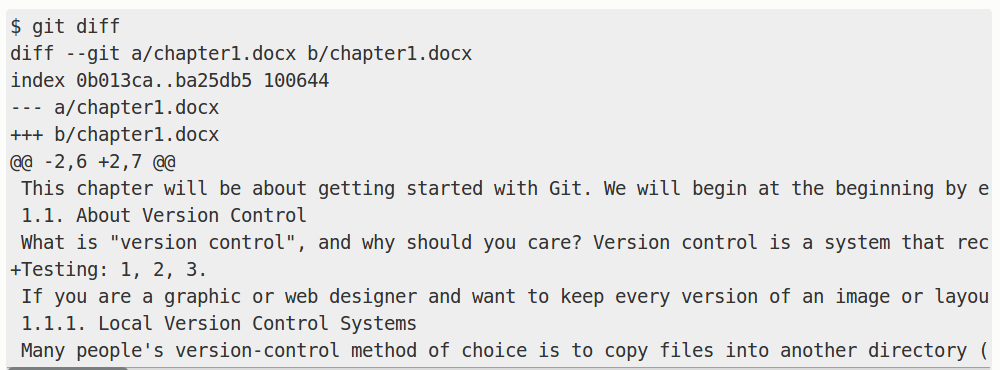 $ git diff
diff --git a/chapter1.docx b/chapter1.docx
index 0b013ca..ba25db5 100644
--- a/chapter1.docx
+++ b/chapter1.docx
@@ -2,6 +2,7 @@
 This chapter will be about getting started with Git. We will begin at the beginning by e
 1.1. About Version Control
 What is "version control", and why should you care? Version control is a system that rec
+Testing: 1, 2, 3.
 If you are a graphic or web designer and want to keep every version of an image or layou
 1.1.1. Local Version Control Systems
 Many people's version-control method of choice is to copy files into another directory (